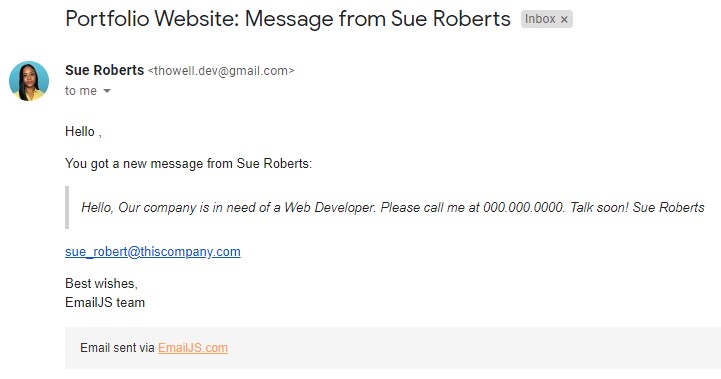 Portfolio Website: Message from Sue Roberts Inbox x
Sue Roberts <thowell.dev@gmail.com>
to me
Hello ,
You got a new message from Sue Roberts:
Hello, Our company is in need of a Web Developer. Please call me at 000.000.0000. Talk soon! Sue Roberts
sue_robert@thiscompany.com
Best wishes,
EmailJS team
Email sent via EmailJS.com